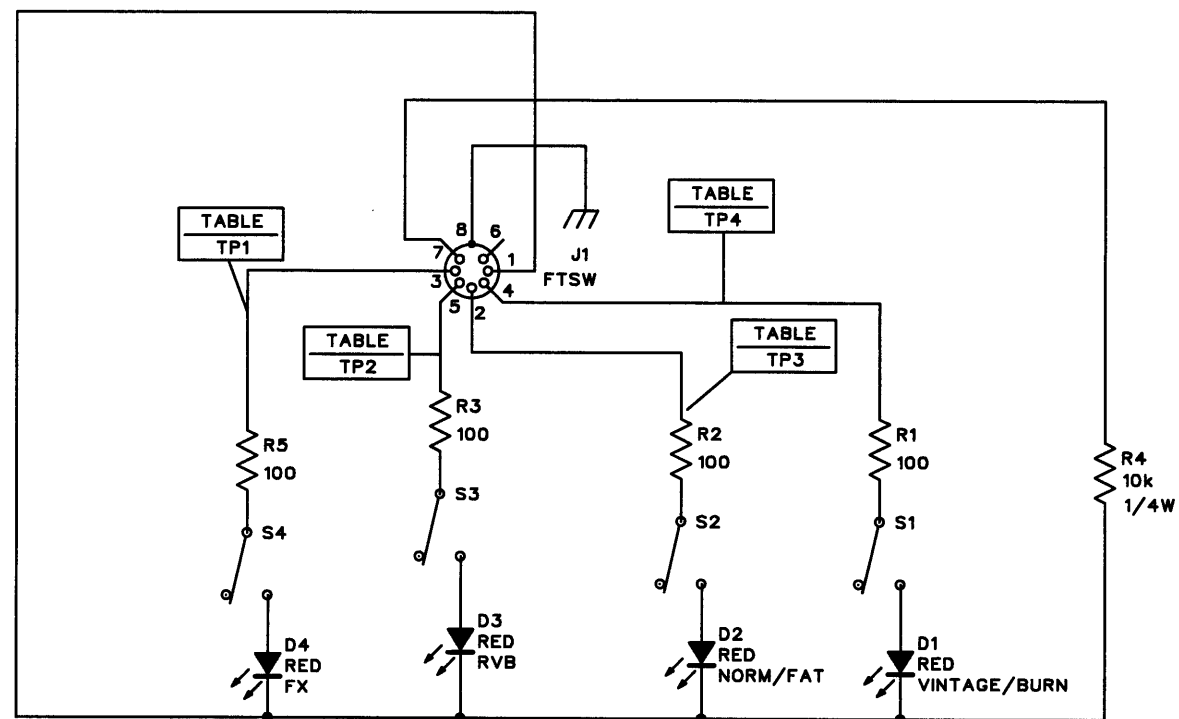 TABLE
TP1
TABLE
TP4
8
6
7
1
3
5
2
4
J1
FTSW
TABLE
TP2
TABLE
TP3
R5
100
R3
100
R2
100
R1
100
R4
10k
1/4W
S4
S3
S2
S1
D4
RED
FX
D3
RED
RVB
D2
RED
NORM/FAT
D1
RED
VINTAGE/BURN